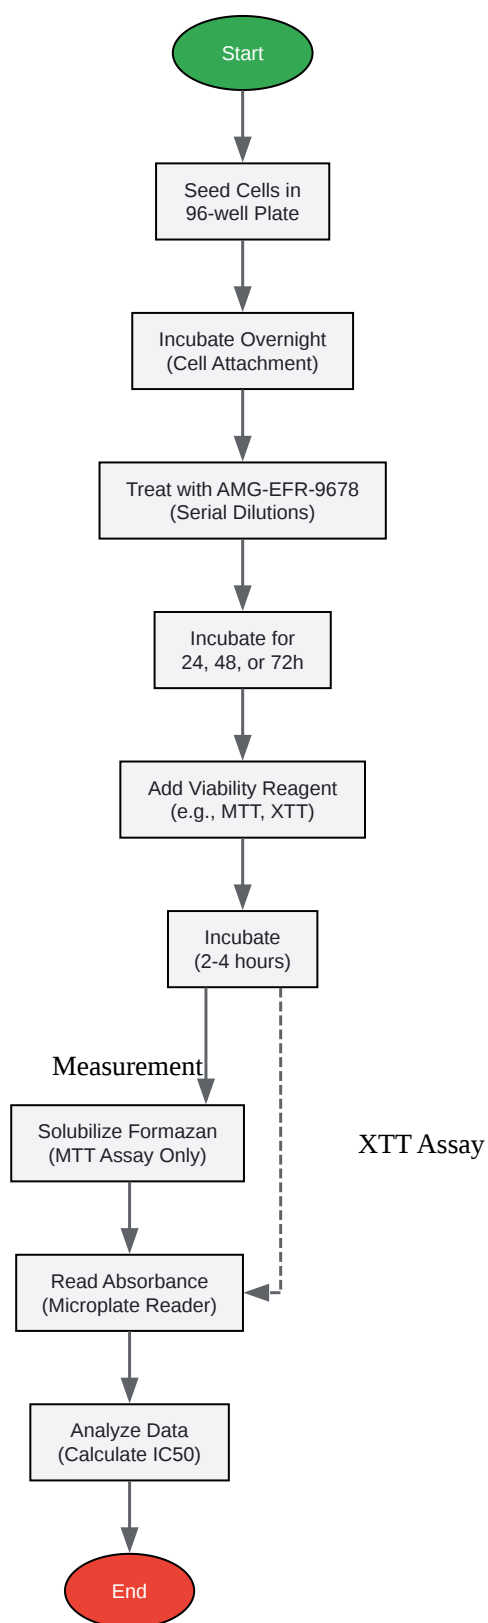 Start
Seed Cells in
96-well Plate
Incubate Overnight
(Cell Attachment)
Treat with AMG-EFR-9678
(Serial Dilutions)
Incubate for
24, 48, or 72h
Add Viability Reagent
(e.g., MTT, XTT)
Incubate
(2-4 hours)
Measurement
Solubilize Formazan
(MTT Assay Only)
XTT Assay
Read Absorbance
(Microplate Reader)
Analyze Data
(Calculate IC50)
End